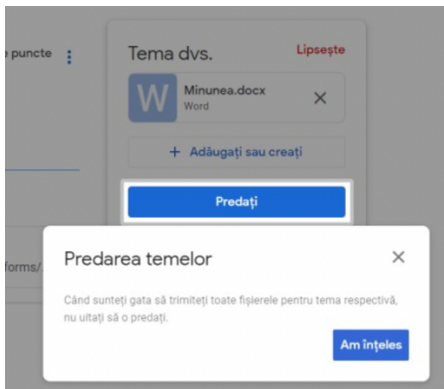 e puncte
Tema dvs.
Lipsește
Minunea.docx
W
Word
+ Adăugați sau creați
Predați
forms/
Predarea temelor
Când sunteți gata să trimiteți toate fișierele pentru tema respectivă,
nu uitați să o predați.
Am înțeles